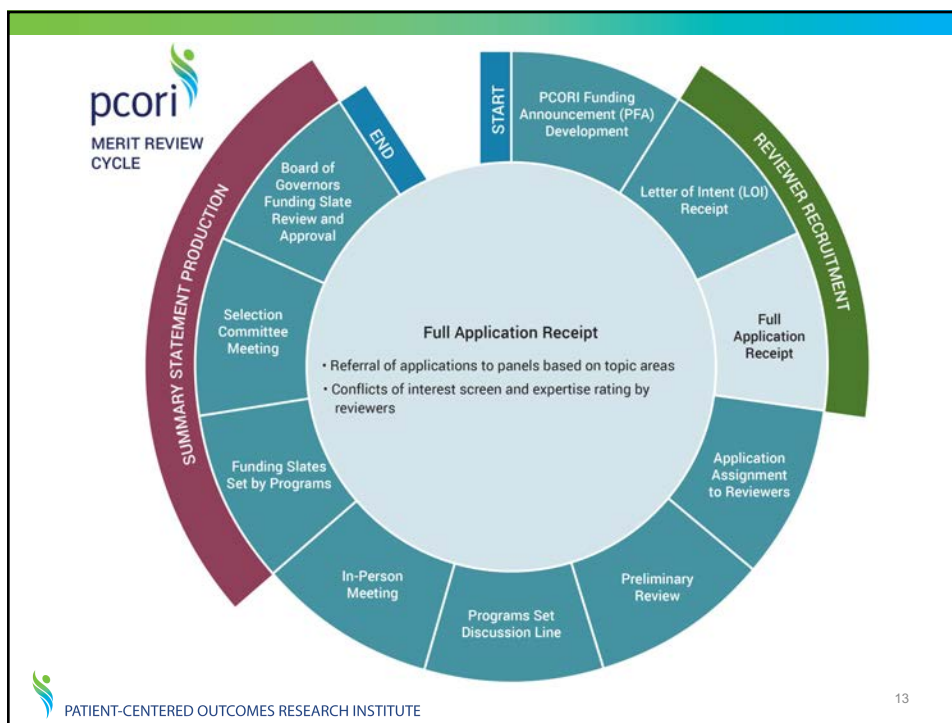 pcori
MERIT REVIEW
CYCLE
START
PCORI Funding
Announcement (PFA)
Development
REVIEWER RECRUITMENT
Letter of Intent (LOI)
Receipt
Full
Application
Receipt
Application
Assignment
to Reviewers
Preliminary
Review
Programs Set
Discussion Line
In-Person
Meeting
Funding Slates
Set by Programs
Selection
Committee
Meeting
Board of
Governors
Funding Slate
Review and
Approval
SUMMARY STATEMENT PRODUCTION
END
Full Application Receipt
• Referral of applications to panels based on topic areas
• Conflicts of interest screen and expertise rating by
reviewers
PATIENT-CENTERED OUTCOMES RESEARCH INSTITUTE
13